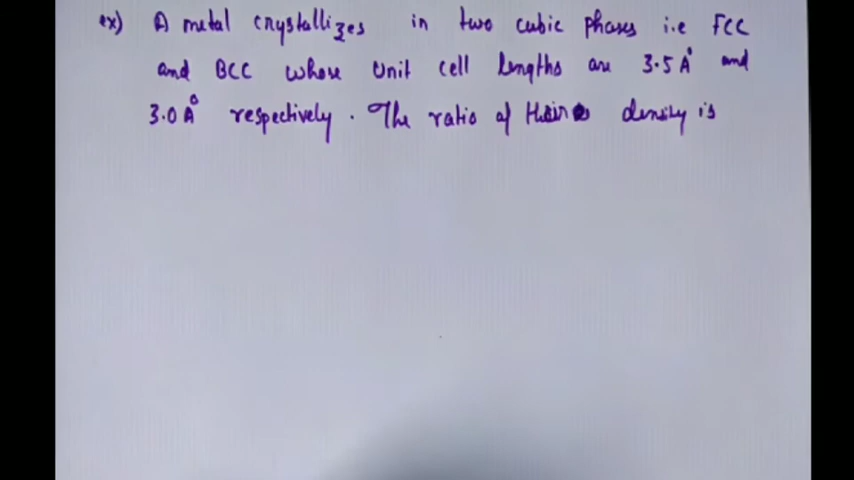 ex) A metal crystallizes in two cubic phases i.e FCC
and BCC whose Unit cell lengths are 3.5 A° and
3.0 A° respectively. The ratio of their density is